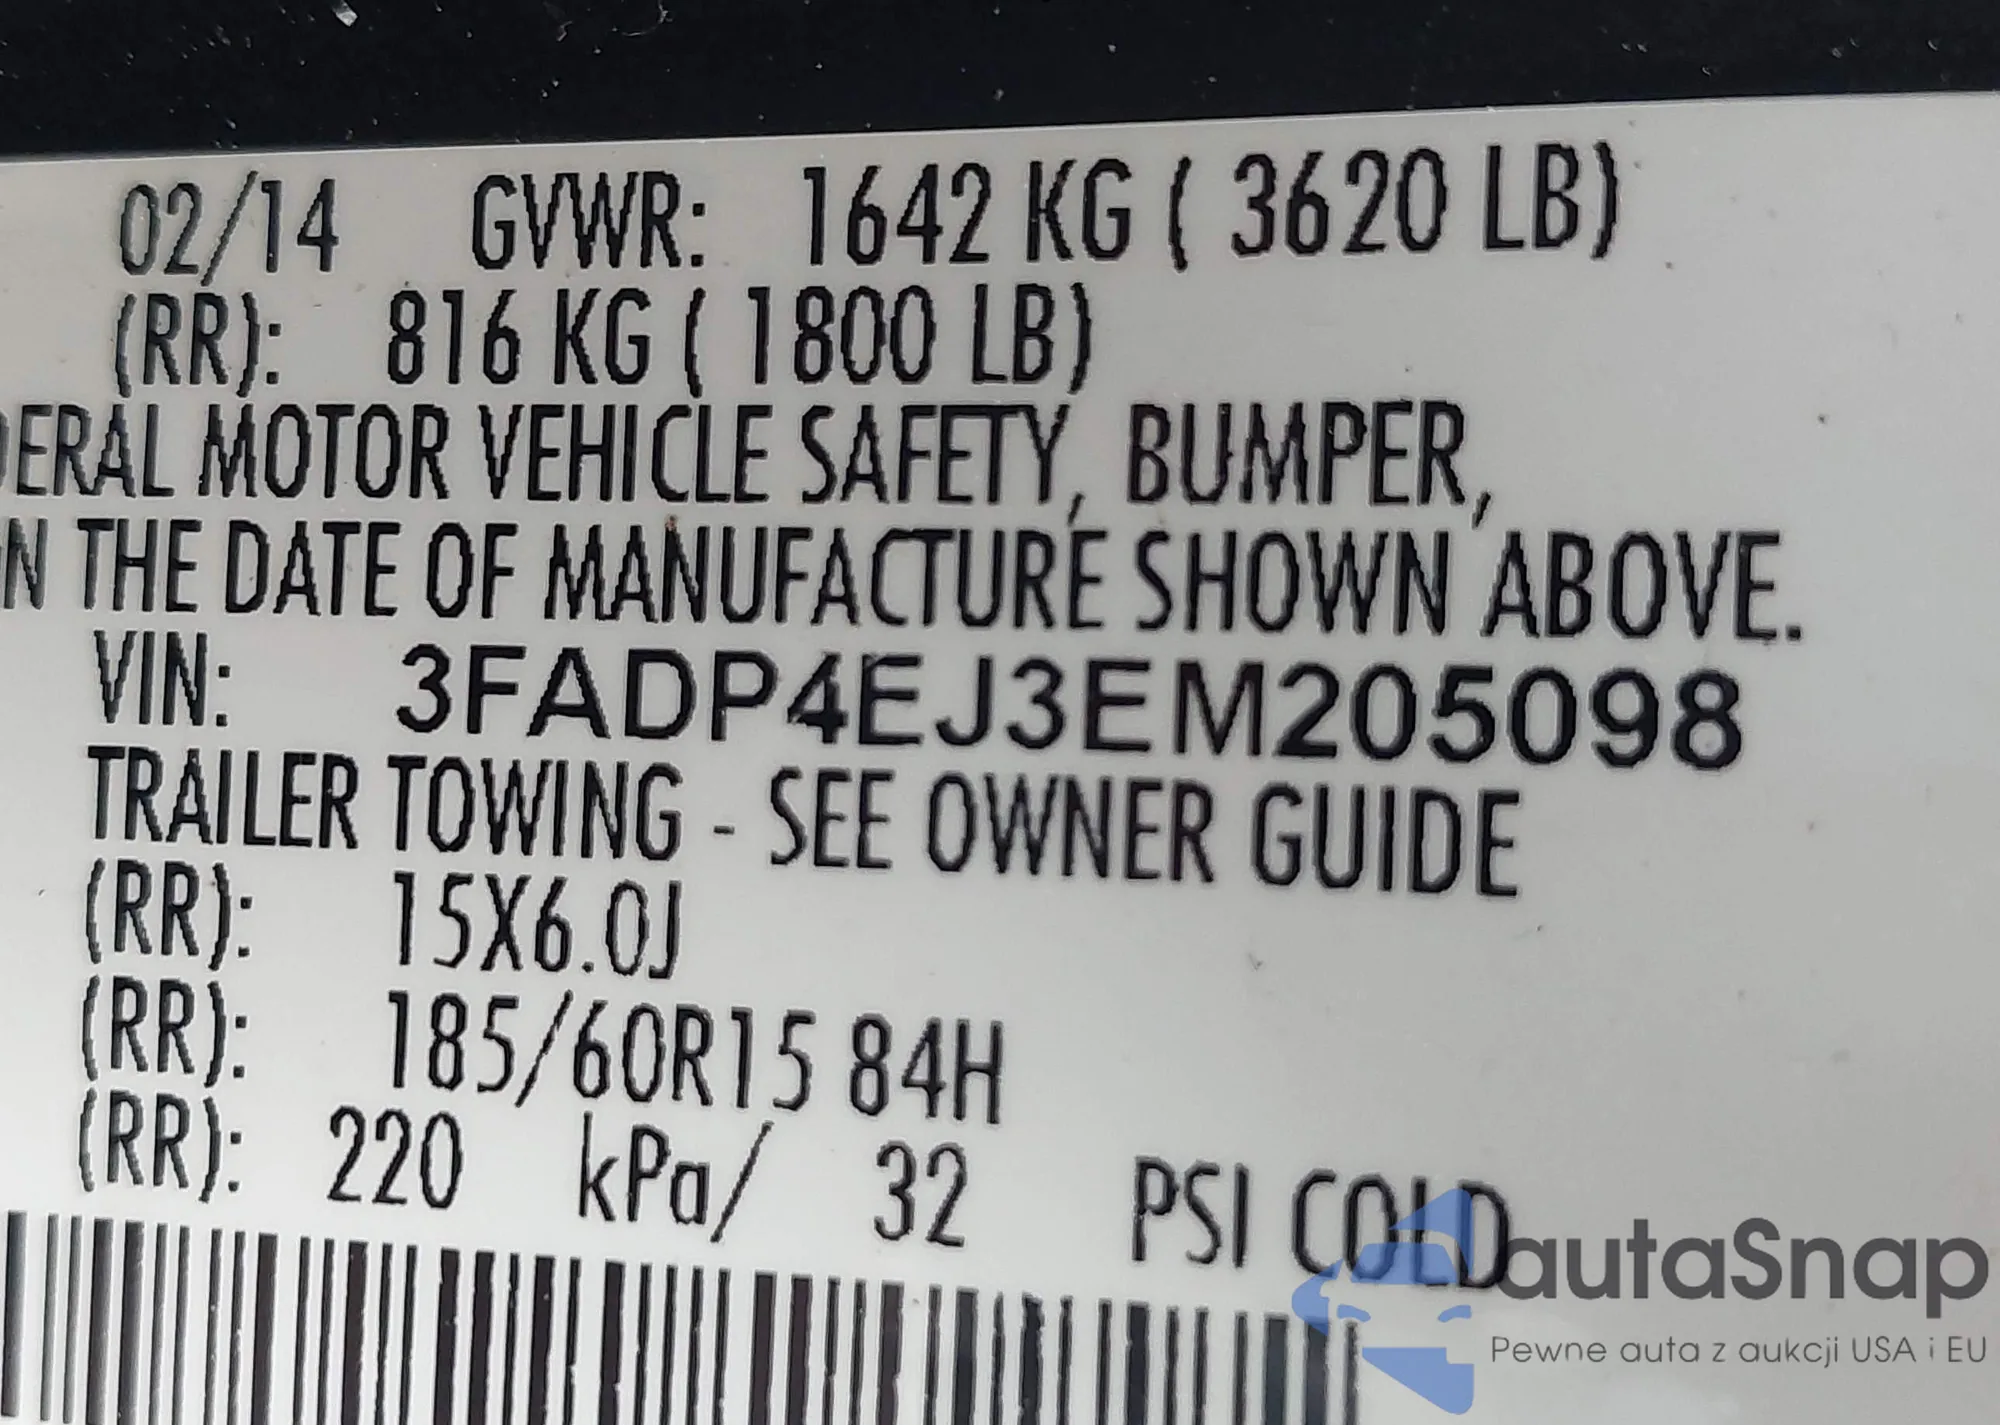 02/14 GVWR: 1642 KG ( 3620 LB)
(RR): 816 KG ( 1800 LB)
DERAL MOTOR VEHICLE SAFETY, BUMPER,
N THE DATE OF MANUFACTURE SHOWN ABOVE.
VIN: 3FADP4EJ3EM205098
TRAILER TOWING - SEE OWNER GUIDE
(RR): 15X6.0J
(RR): 185/60R15 84H
(RR): 220 kPa/ 32 PSI COLD
autaSnap
Pewne auta z aukcji USA i EU